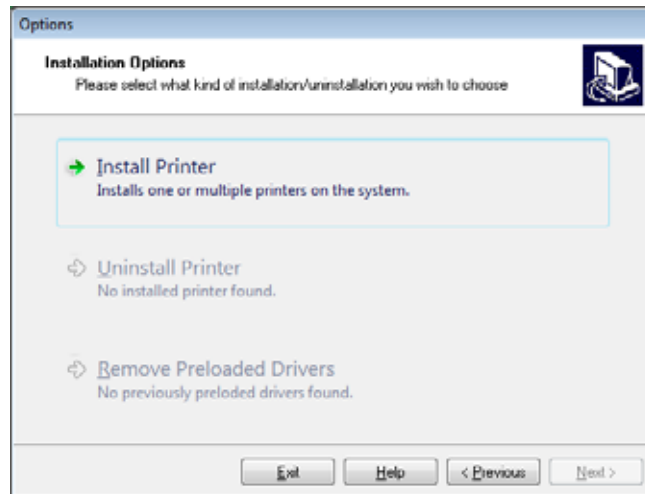 Options
Installation Options
Please select what kind of installation/uninstallation you wish to choose
Install Printer
Installs one or multiple printers on the system.
Uninstall Printer
No installed printer found.
Remove Preloaded Drivers
No previously preloded drivers found.
Exit Help < Previous Next >